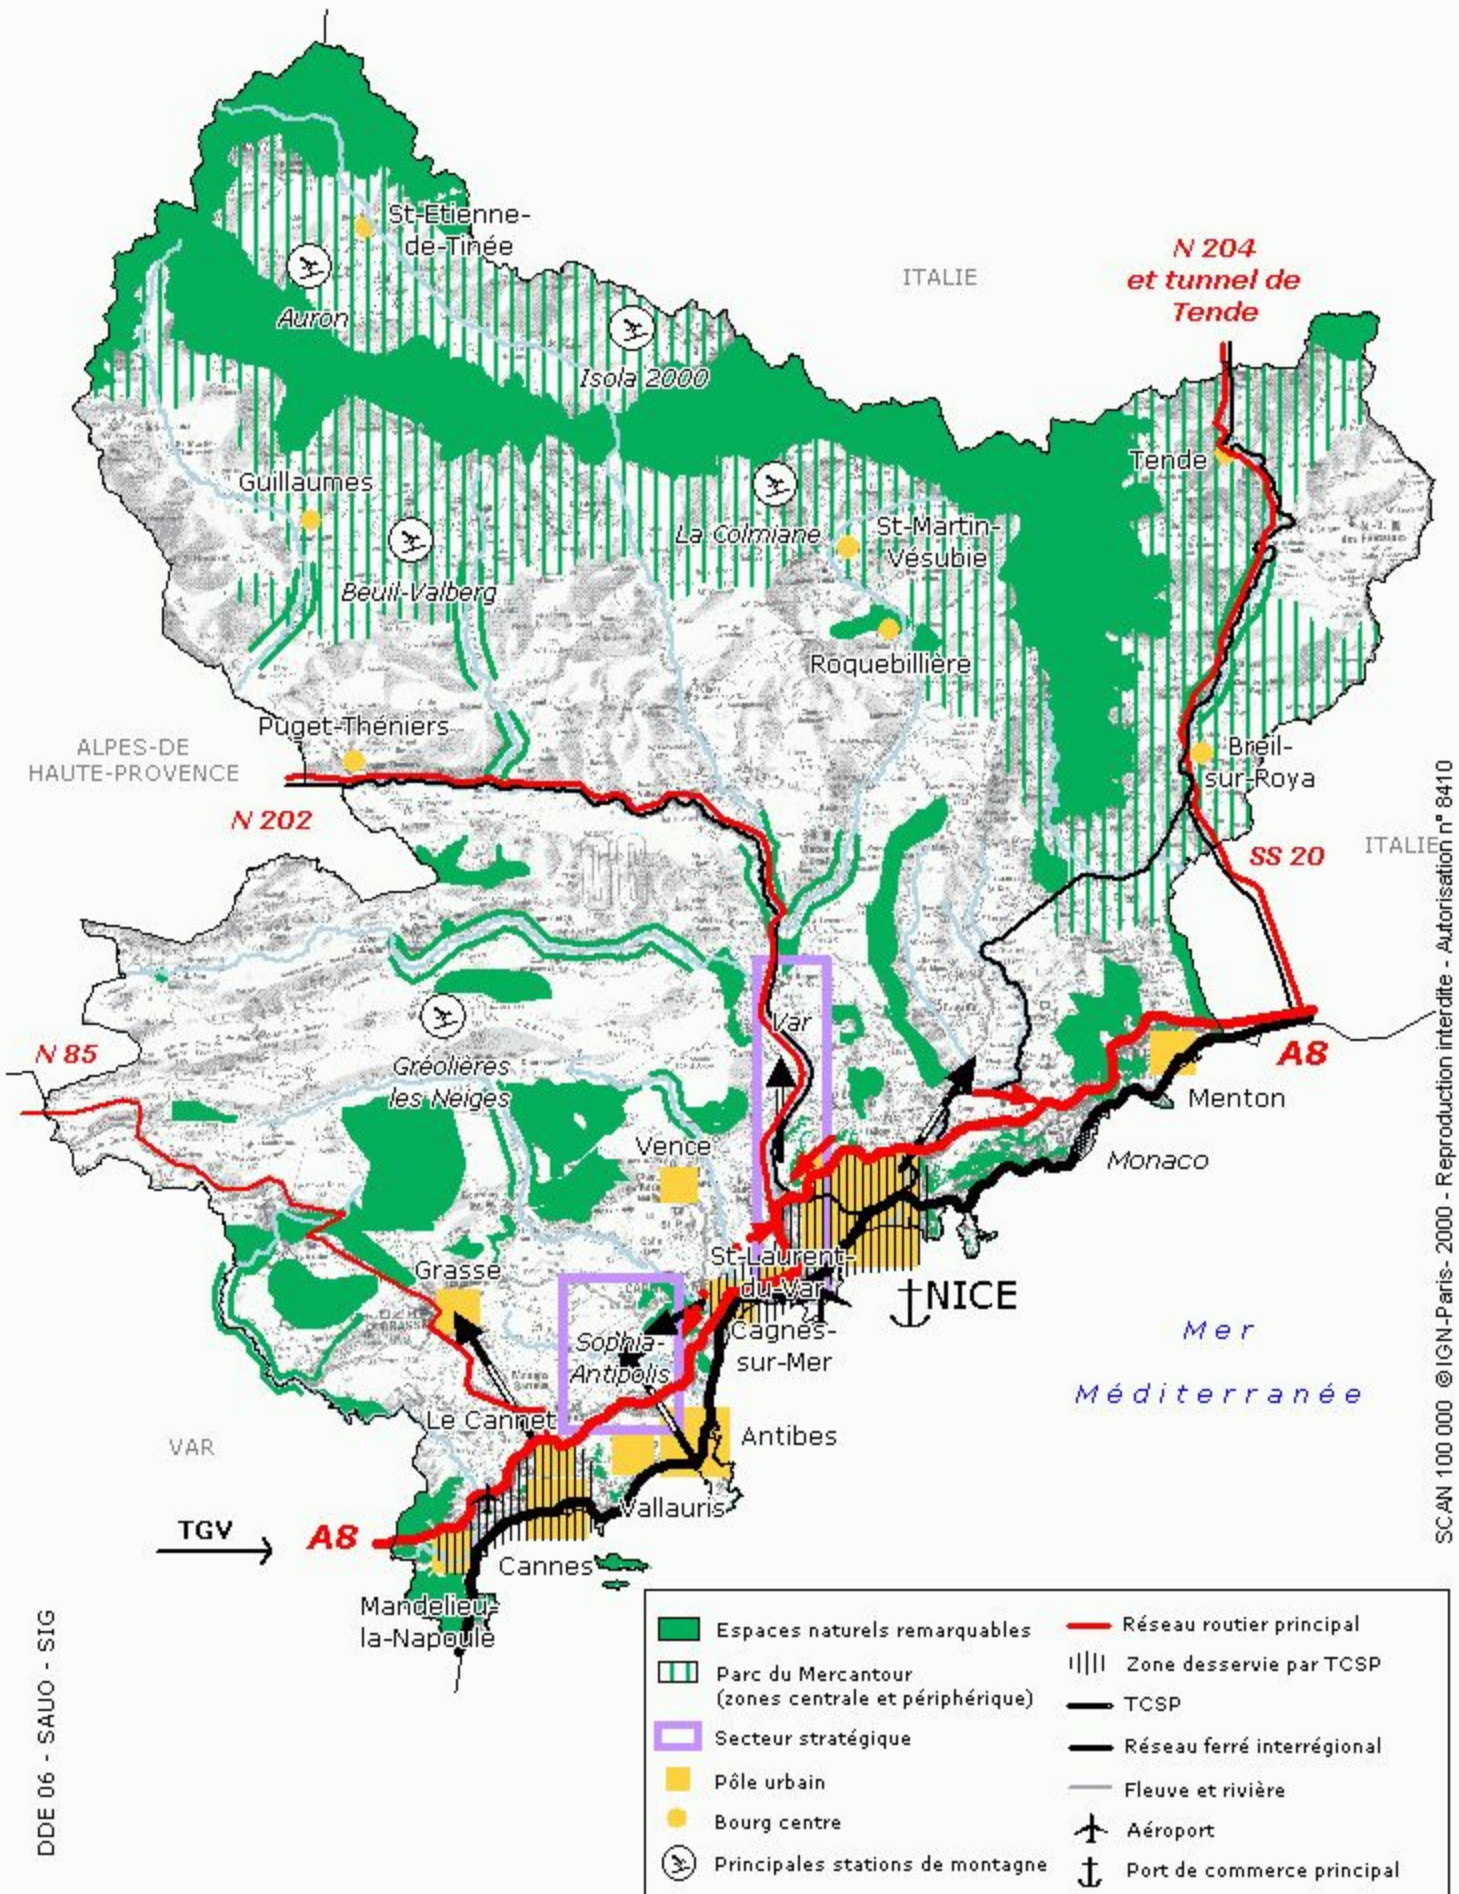 St-Etienne-
de-Tinée
ITALIE
N 204
et tunnel de
Tende
Auron
Isola 2000
Tende
Guillaumes
La Colmiane
St-Martin-
Vésubie
Beuil-Valberg
Roquebillière
Puget-Théniers
ALPES-DE
HAUTE-PROVENCE
Breil-
sur-Roya
N 202
SS 20
ITALIE
Var
N 85
Gréolières
les Neiges
A8
Menton
Vence
Monaco
Grasse
St-Laurent-
du-Var
NICE
Cagnes-
sur-Mer
Sophia-
Antipolis
Mer
Méditerranée
Le Cannet
Antibes
VAR
Vallauris
TGV
A8
Cannes
Mandelieu-
la-Napoule
Espaces naturels remarquables
Parc du Mercantour
(zones centrale et périphérique)
Secteur stratégique
Pôle urbain
Bourg centre
Principales stations de montagne
Réseau routier principal
Zone desservie par TCSP
TCSP
Réseau ferré interrégional
Fleuve et rivière
Aéroport
Port de commerce principal
DDE 06 - SAUO - SIG
SCAN 100 000 ©IGN-Paris- 2000 - Reproduction interdite - Autorisation n° 8410